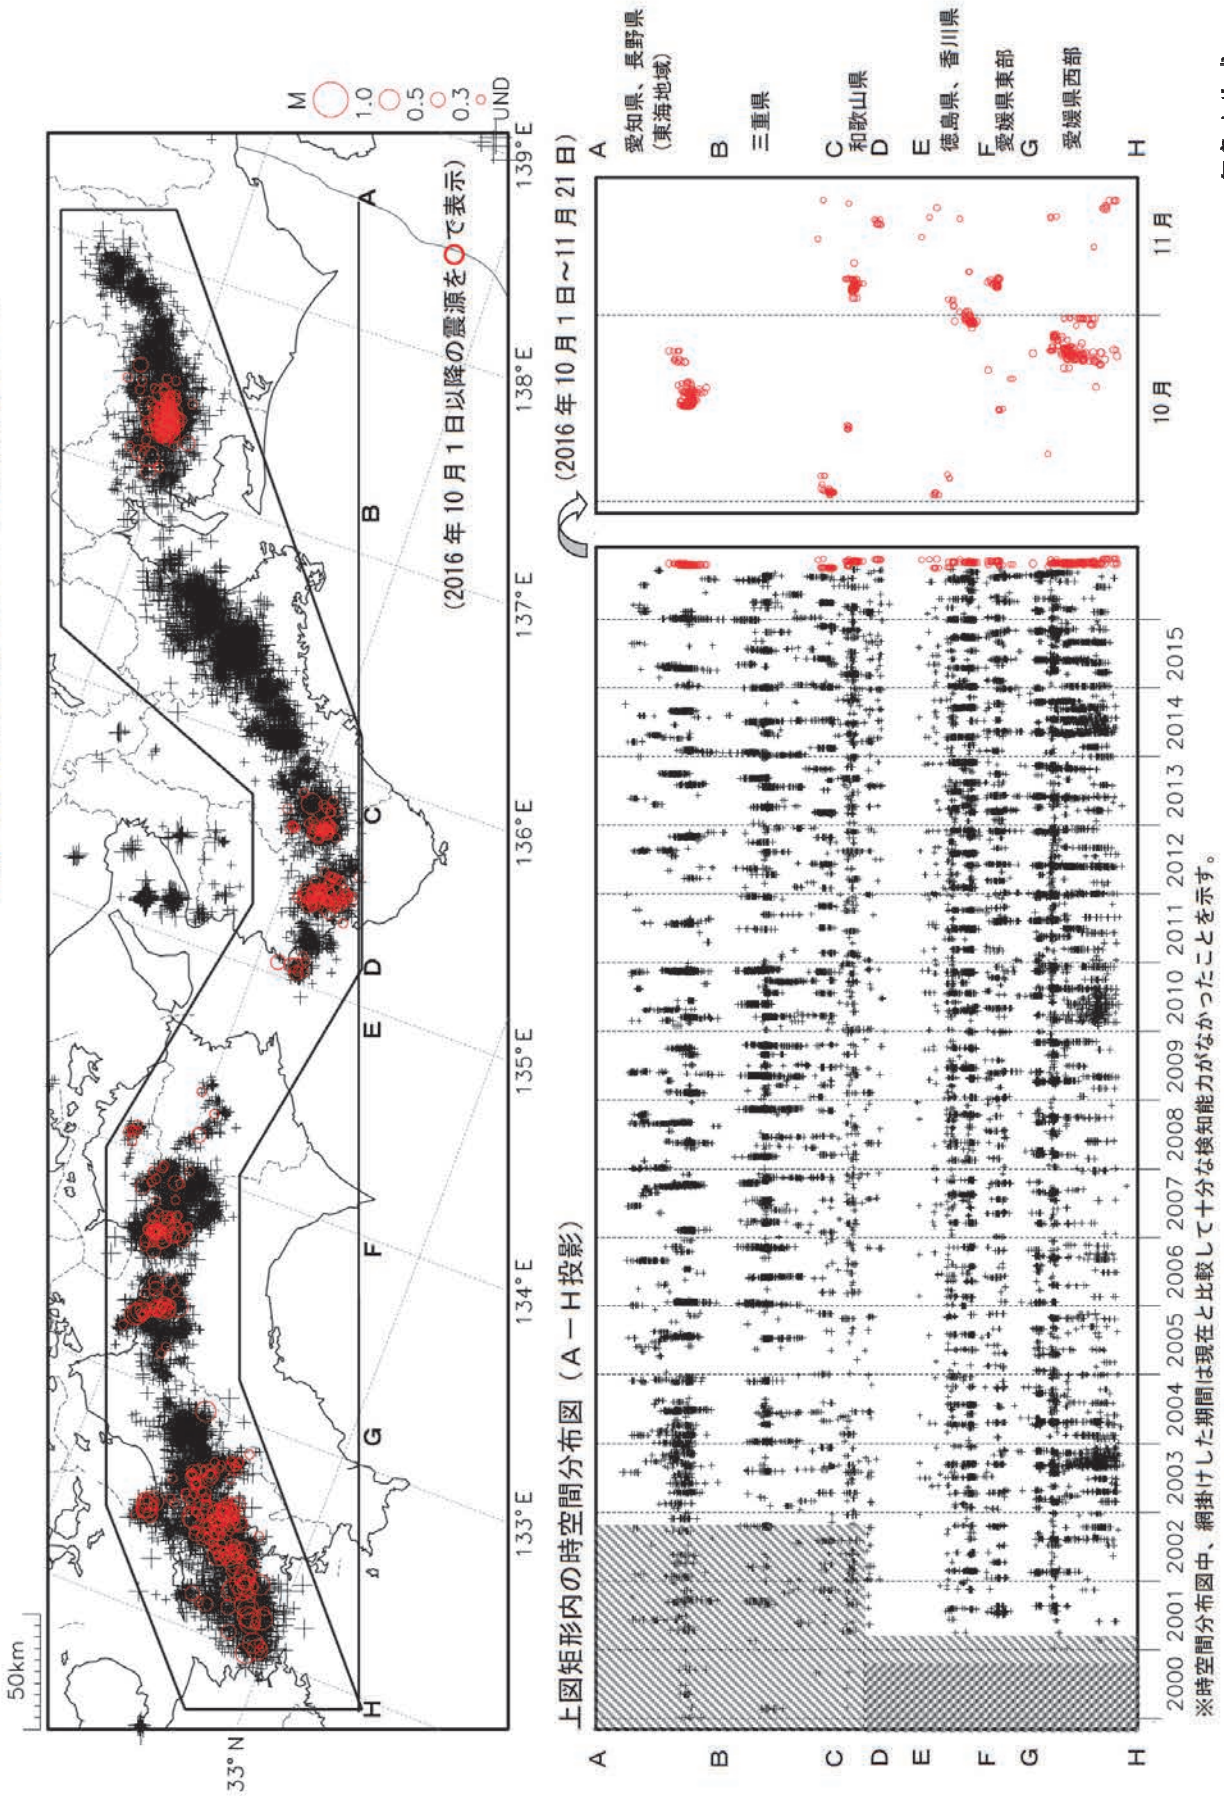 50km
33°N
133°E
134°E
135°E
136°E
137°E
138°E
139°E
H
G
F
E
D
C
B
A
M
1.0
0.5
0.3
UND
(2016 年 10 月 1 日以降の震源を○で表示)
上図矩形内の時空間分布図(A-H投影)
(2016 年 10 月 1 日~11 月 21 日)
A
B
C
D
E
F
G
H
2000 2001 2002 2003 2004 2005 2006 2007 2008 2009 2010 2011 2012 2013 2014 2015
10月
11月
A
愛知県、長野県
(東海地域)
B
三重県
C
和歌山県
D
E
徳島県、香川県
F
愛媛県東部
G
愛媛県西部
H
※時空間分布図中、網掛けした期間は現在と比較して十分な検知能力がなかったことを示す。